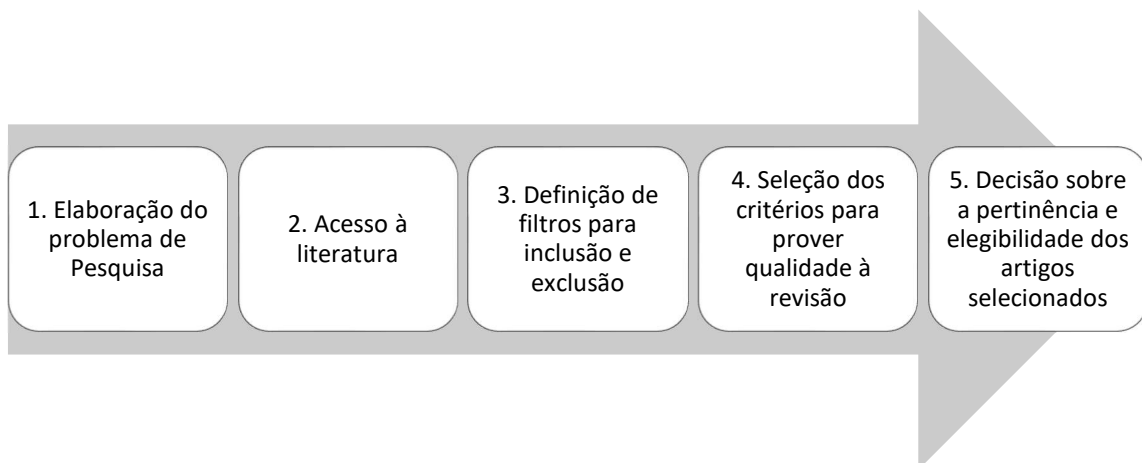 1. Elaboração do
problema de
Pesquisa
2. Acesso à
literatura
3. Definição de
filtros para
inclusão e
exclusão
4. Seleção dos
critérios para
prover
qualidade à
revisão
5. Decisão sobre
a pertinência e
elegibilidade dos
artigos
selecionados